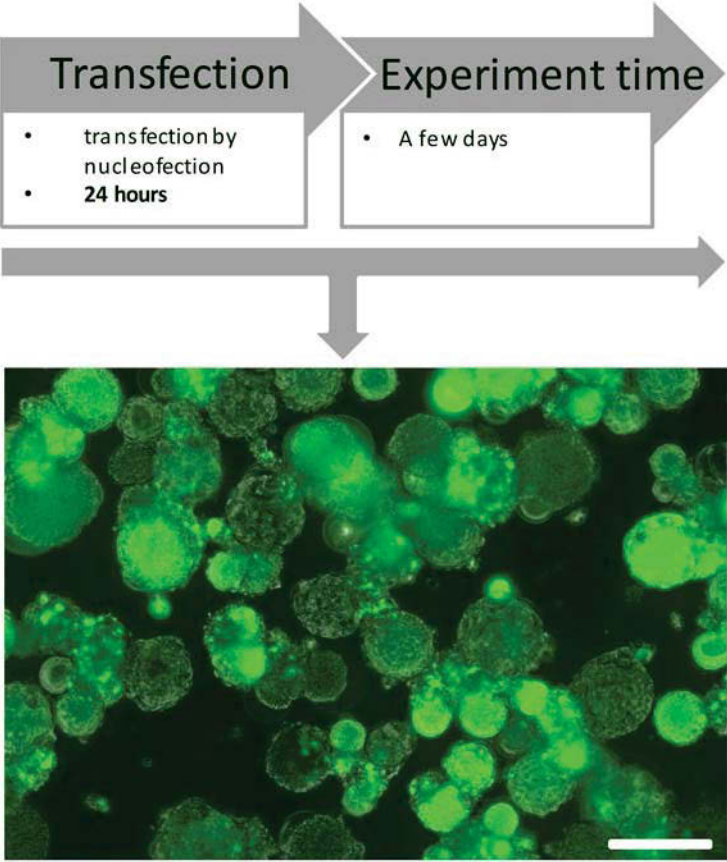 Transfection
Experiment time
• transfection by
nucleofection
• 24 hours
• A few days